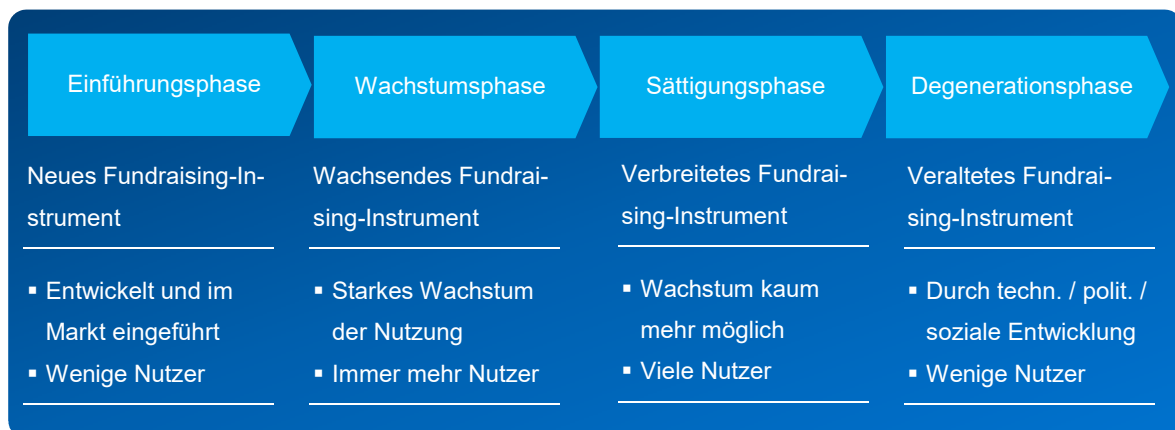 Einführungsphase
Wachstumsphase
Sättigungsphase
Degenerationsphase
Neues Fundraising-In-
strument
▪ Entwickelt und im
Markt eingeführt
▪ Wenige Nutzer
Wachsendes Fundrai-
sing-Instrument
▪ Starkes Wachstum
der Nutzung
▪ Immer mehr Nutzer
Verbreitetes Fundrai-
sing-Instrument
▪ Wachstum kaum
mehr möglich
▪ Viele Nutzer
Veraltetes Fundrai-
sing-Instrument
▪ Durch techn. / polit. /
soziale Entwicklung
▪ Wenige Nutzer